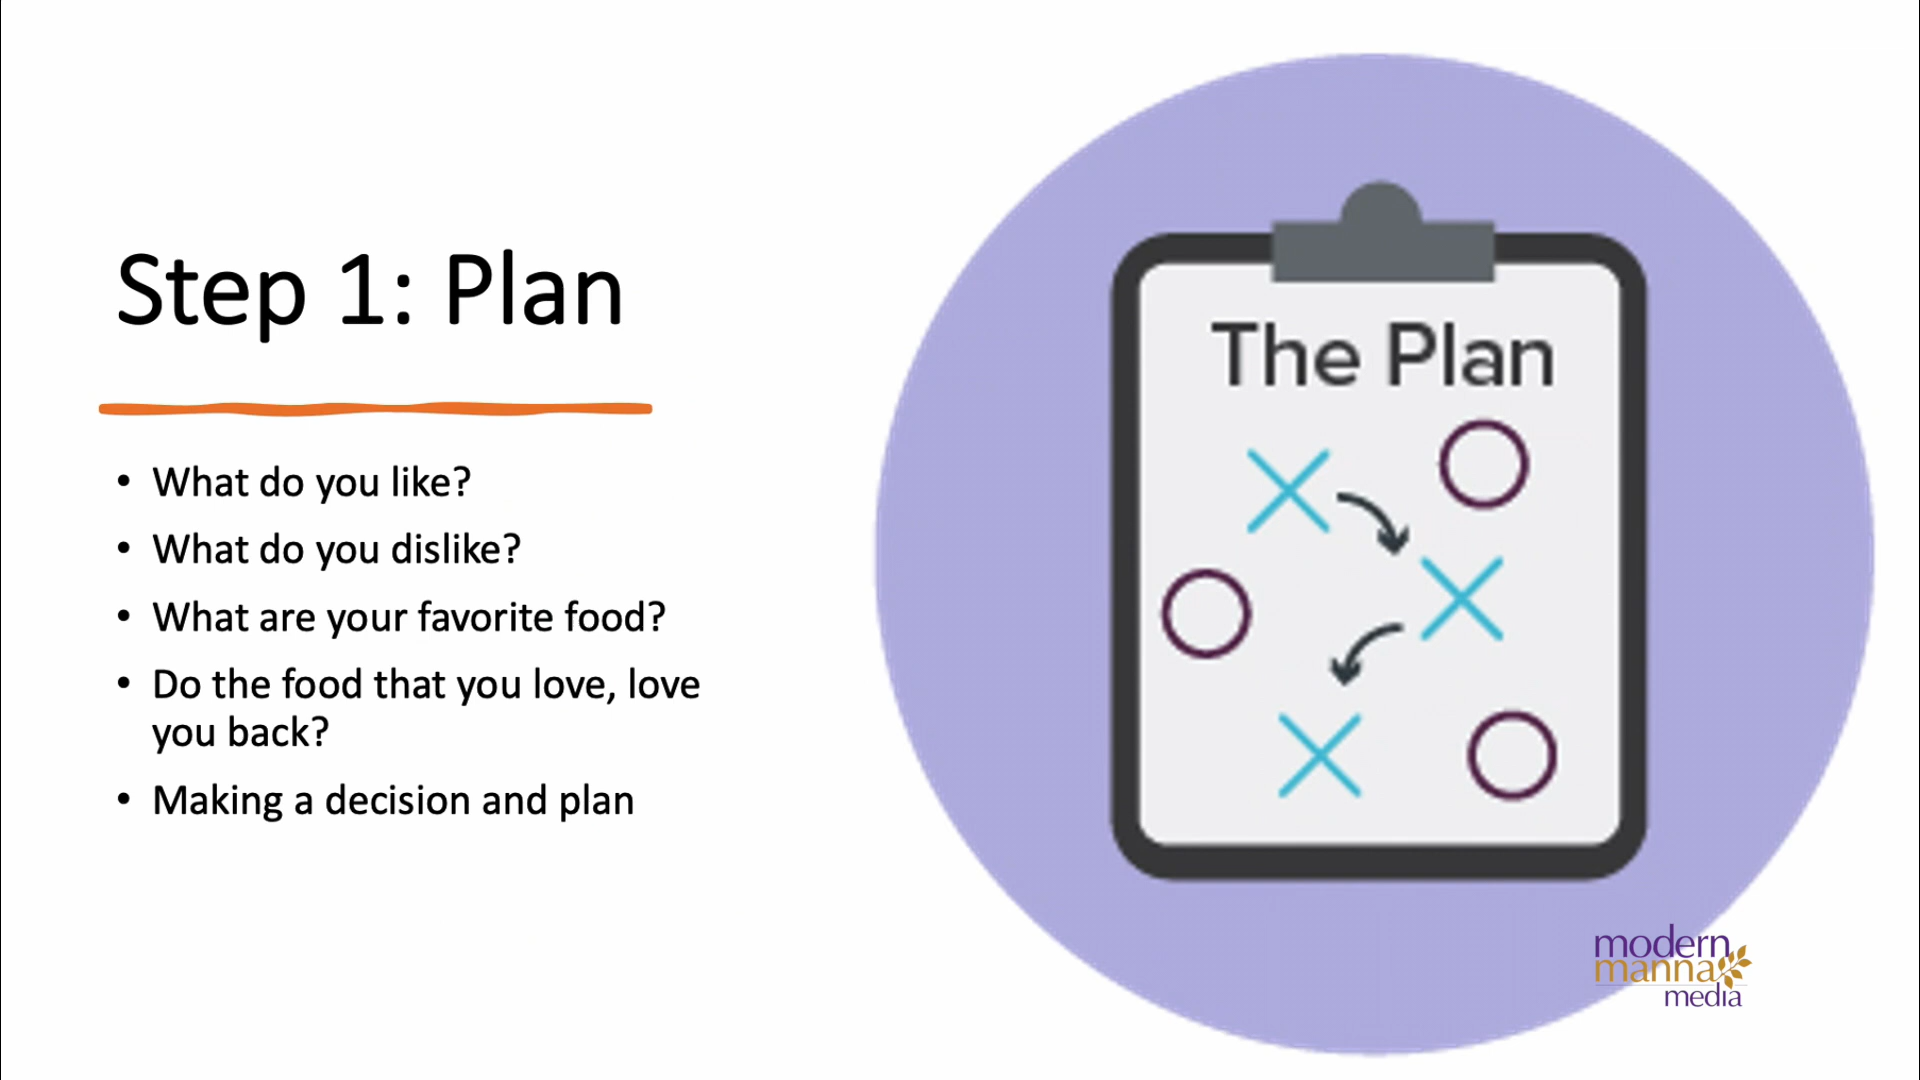 Step 1: Plan
• What do you like?
• What do you dislike?
• What are your favorite food?
• Do the food that you love, love
you back?
• Making a decision and plan
The Plan
modern
manna
media